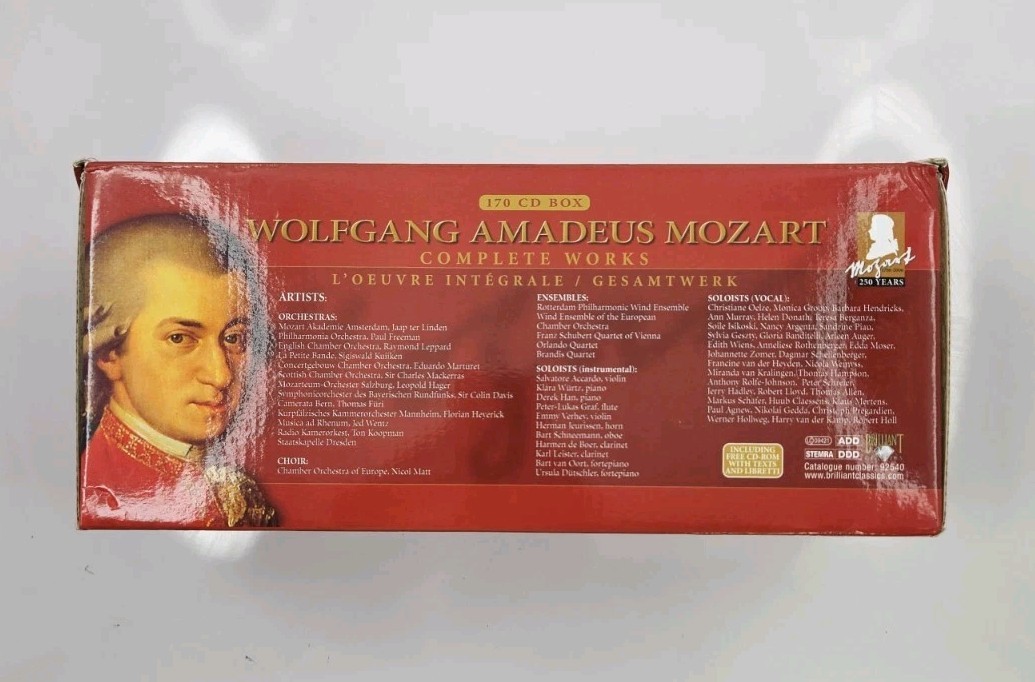 170 CD BOX
WOLFGANG AMADEUS MOZART
COMPLETE WORKS
L'OEUVRE INTÉGRALE / GESAMTWERK
Mozart
250 YEARS
ARTISTS:
ORCHESTRAS:
Mozart Akademie Amsterdam, Jaap ter Linden
Philharmonia Orchestra, Paul Freeman
English Chamber Orchestra, Raymond Leppard
La Petite Bande, Sigiswald Kuijken
Concertgebouw Chamber Orchestra, Eduardo Marturet
Scottish Chamber Orchestra, Sir Charles Mackerras
Mozarteum-Orchester Salzburg, Leopold Hager
Symphonieorchester des Bayerischen Rundfunks, Sir Colin Davis
Camerata Bern, Thomas Füri
Kurpfälzisches Kammerorchester Mannheim, Florian Heyerick
Musica ad Rhenum, Jed Wentz
Radio Kamerorkest, Ton Koopman
Staatskapelle Dresden
CHOIR:
Chamber Orchestra of Europe, Nicol Matt
ENSEMBLES:
Rotterdam Philharmonic Wind Ensemble
Wind Ensemble of the European
Chamber Orchestra
Franz Schubert Quartet of Vienna
Orlando Quartet
Brandis Quartet
SOLOISTS (instrumental):
Salvatore Accardo, violin
Klára Würtz, piano
Derek Han, piano
Peter-Lukas Graf, flute
Emmy Verhey, violin
Herman Jeurissen, horn
Bart Schneemann, oboe
Harmen de Boer, clarinet
Karl Leister, clarinet
Bart van Oort, fortepiano
Ursula Dütschler, fortepiano
SOLOISTS (VOCAL):
Christiane Oelze, Monica Groop, Barbara Hendricks,
Ann Murray, Helen Donath, Teresa Berganza,
Soile Isikoski, Nancy Argenta, Sandrine Piau,
Sylvia Geszty, Gloria Banditelli, Arleen Auger,
Edith Wiens, Anneliese Rothenberger, Edda Moser,
Johannette Zomer, Dagmar Schellenberger,
Francine van der Heyden, Nicola Wemyss,
Miranda van Kralingen, Thomas Hampson,
Anthony Rolfe-Johnson, Peter Schreier,
Jerry Hadley, Robert Lloyd, Thomas Allen,
Markus Schäfer, Huub Claessens, Klaus Mertens,
Paul Agnew, Nikolai Gedda, Christoph Prégardien,
Werner Hollweg, Harry van der Kamp, Robert Holl
INCLUDING
FREE CD-ROM
WITH TEXTS
AND LIBRETTI
ADD
STEMRA DDD
BRILLIANT
Catalogue number: 92540
www.brilliantclassics.com